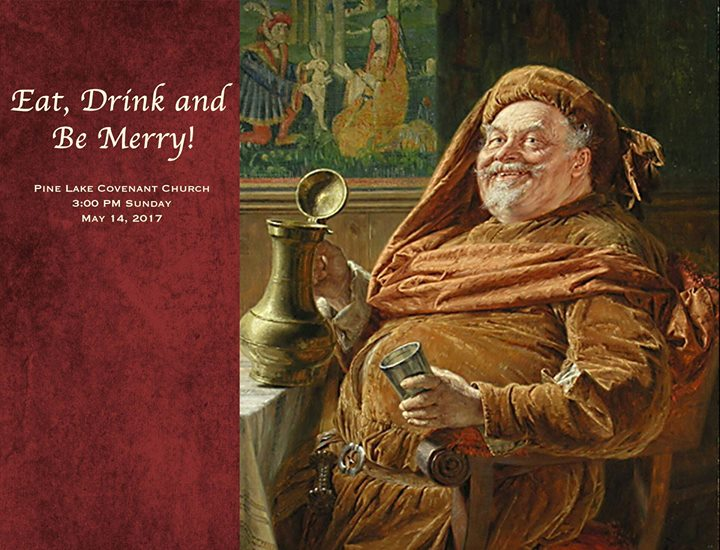 Eat, Drink and
Be Merry!
Pine Lake Covenant Church
3:00 PM Sunday
May 14, 2017